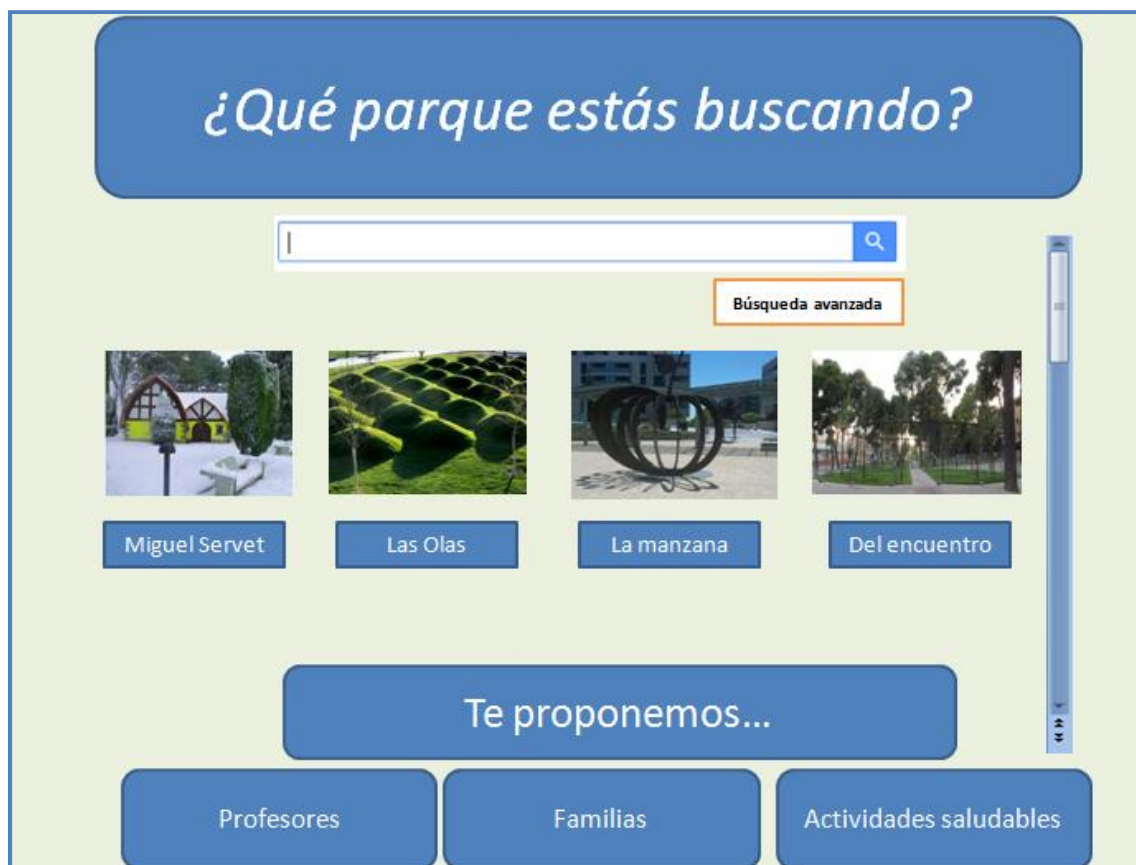 ¿Qué parque estás buscando?
Búsqueda avanzada
Miguel Servet
Las Olas
La manzana
Del encuentro
Te proponemos...
Profesores
Familias
Actividades saludables